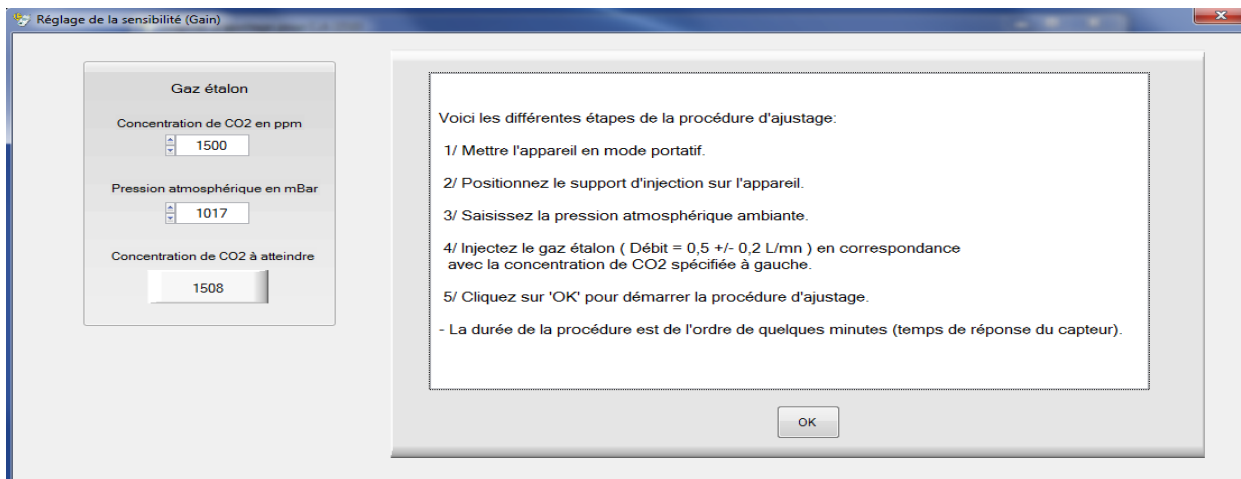 Réglage de la sensibilité (Gain)
Gaz étalon
Concentration de CO2 en ppm
1500
Pression atmosphérique en mBar
1017
Concentration de CO2 à atteindre
1508
Voici les différentes étapes de la procédure d'ajustage:
1/ Mettre l'appareil en mode portatif.
2/ Positionnez le support d'injection sur l'appareil.
3/ Saisissez la pression atmosphérique ambiante.
4/ Injectez le gaz étalon ( Débit = 0,5 +/- 0,2 L/mn ) en correspondance
avec la concentration de CO2 spécifiée à gauche.
5/ Cliquez sur 'OK' pour démarrer la procédure d'ajustage.
- La durée de la procédure est de l'ordre de quelques minutes (temps de réponse du capteur).
OK